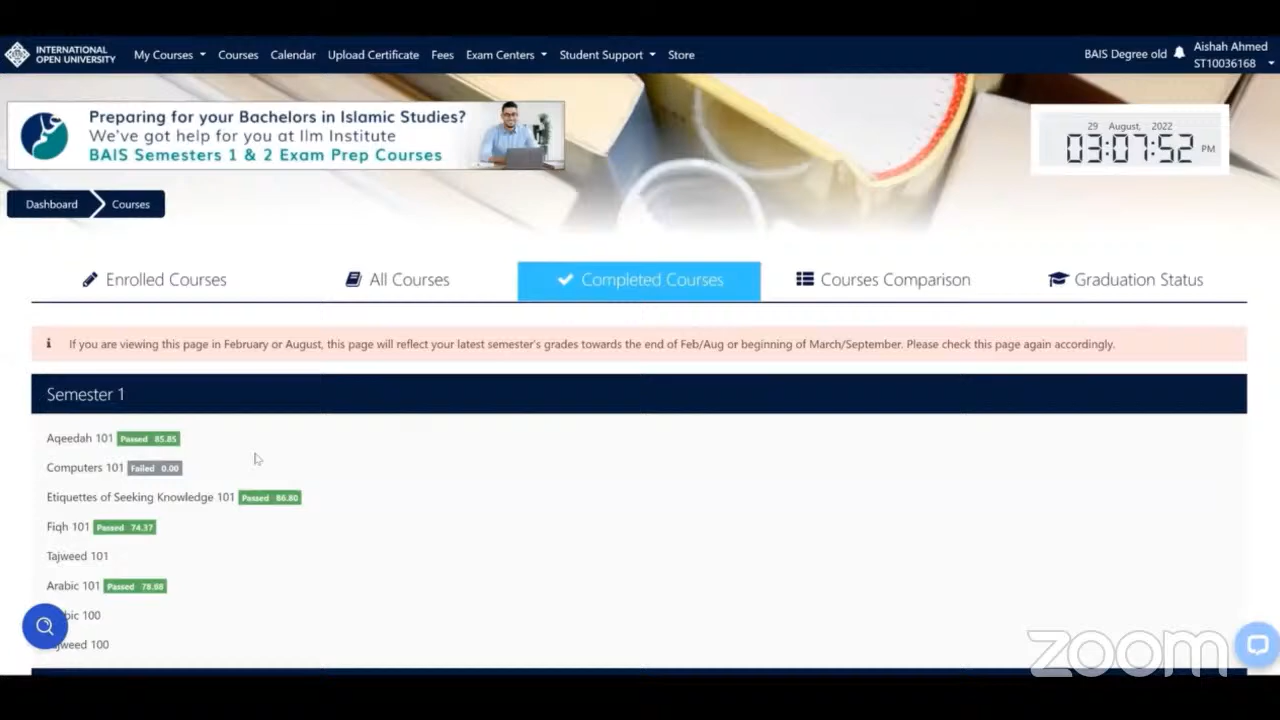 INTERNATIONAL
OPEN UNIVERSITY
My Courses Courses Calendar Upload Certificate Fees Exam Centers Student Support Store
BAIS Degree old
Aishah Ahmed
ST10036168
Preparing for your Bachelors in Islamic Studies?
We've got help for you at Ilm Institute
BAIS Semesters 1 & 2 Exam Prep Courses
29 August, 2022
03:07:52 PM
Dashboard Courses
Enrolled Courses All Courses Completed Courses Courses Comparison Graduation Status
If you are viewing this page in February or August, this page will reflect your latest semester's grades towards the end of Feb/Aug or beginning of March/September. Please check this page again accordingly.
Semester 1
Aqeedah 101 Passed 85.85
Computers 101 Failed 0.00
Etiquettes of Seeking Knowledge 101 Passed 86.80
Fiqh 101 Passed 74.37
Tajweed 101
Arabic 101 Passed
bic 100
jweed 100
zoom